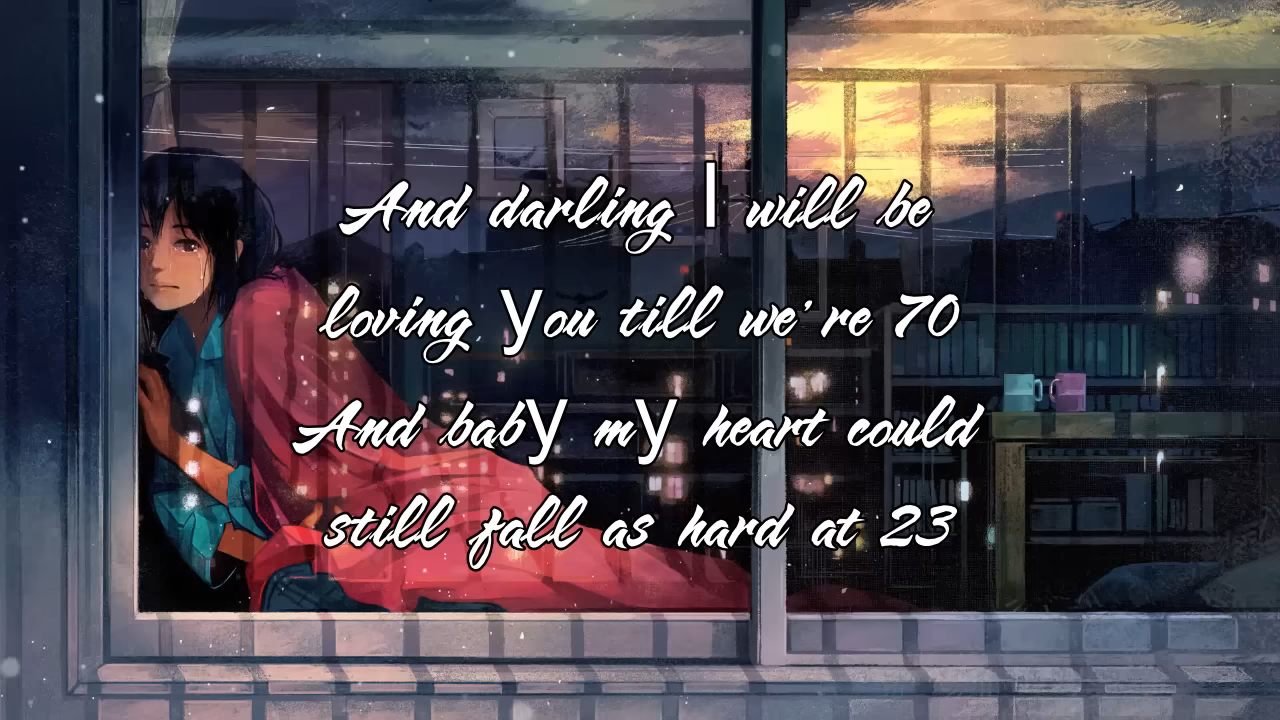 And darling I will be
loving you till we're 70
And baby my heart could
still fall as hard at 23